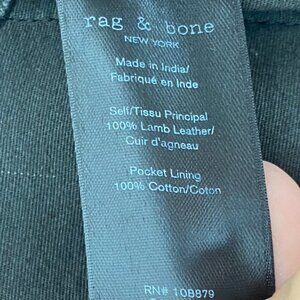 rag & bone
NEW YORK
Made in India/
Fabriqué en Inde
Self/Tissu Principal
100% Lamb Leather/
Cuir d'agneau
Pocket Lining
100% Cotton/Coton
RN# 108879